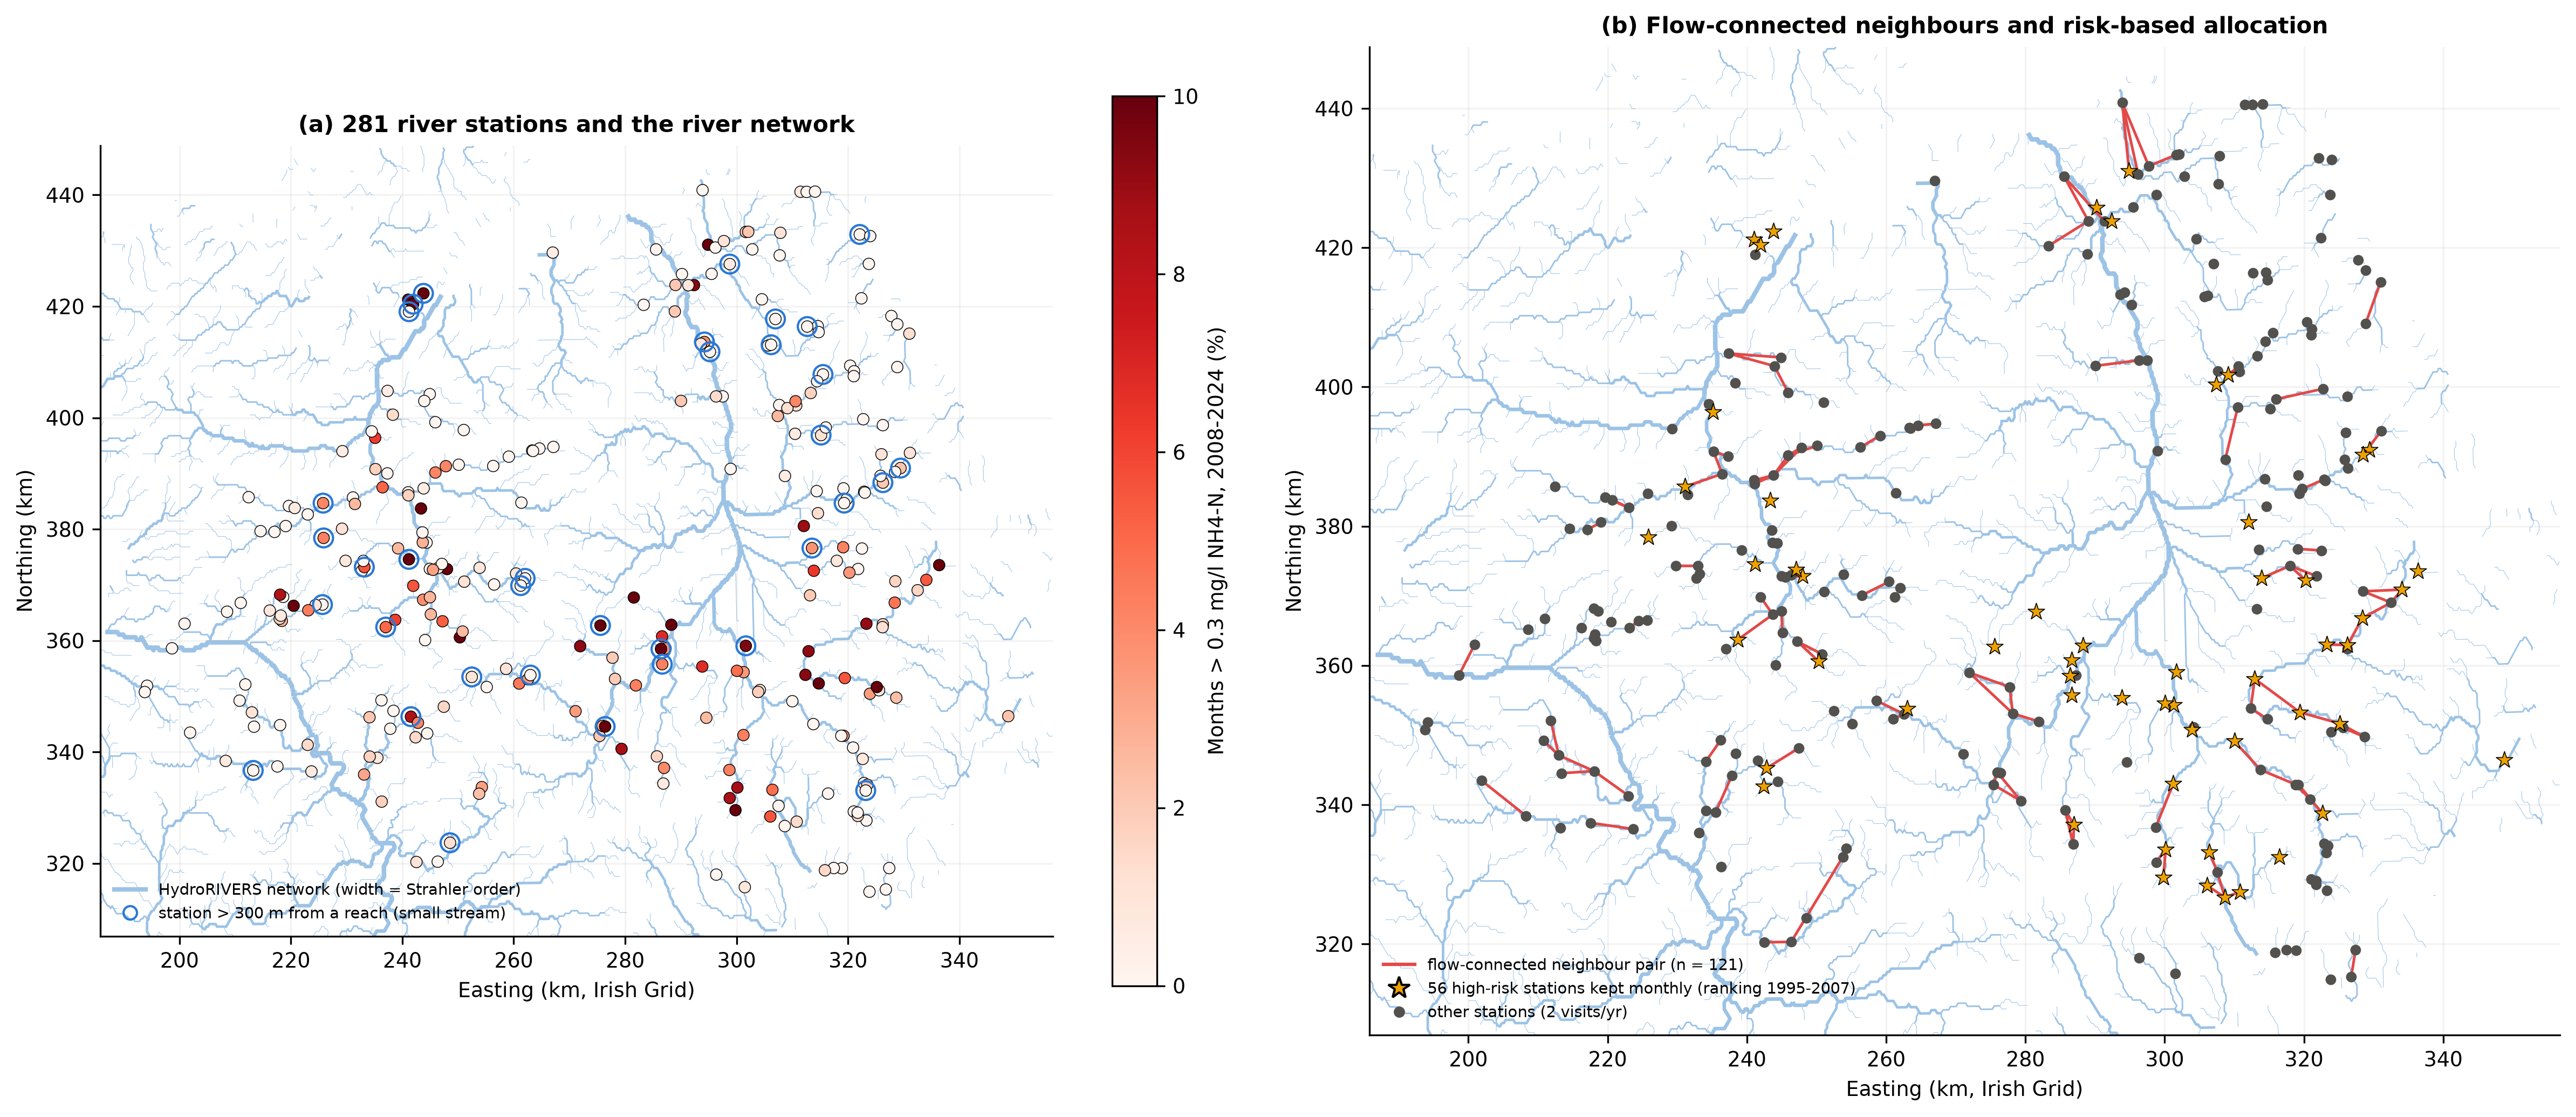 (a) 281 river stations and the river network
440
420
400
380
360
340
320
200 220 240 260 280 300 320 340
Northing (km)
Easting (km, Irish Grid)
HydroRIVERS network (width = Strahler order)
station > 300 m from a reach (small stream)
10
8
6
4
2
0
Months > 0.3 mg/l NH4-N, 2008-2024 (%)
(b) Flow-connected neighbours and risk-based allocation
440
420
400
380
360
340
320
200 220 240 260 280 300 320 340
Northing (km)
Easting (km, Irish Grid)
flow-connected neighbour pair (n = 121)
56 high-risk stations kept monthly (ranking 1995-2007)
other stations (2 visits/yr)